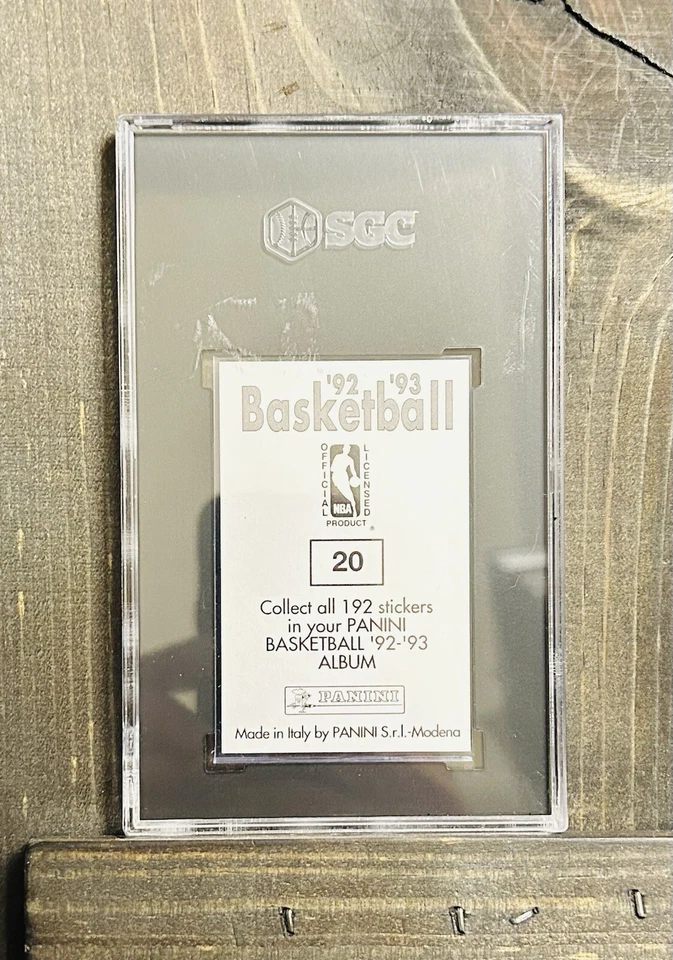 SGC
'92 '93
Basketball
OFFICIAL LICENSED
NBA
PRODUCT ®
20
Collect all 192 stickers
in your PANINI
BASKETBALL '92-'93
ALBUM
PANINI
Made in Italy by PANINI S.r.l.-Modena